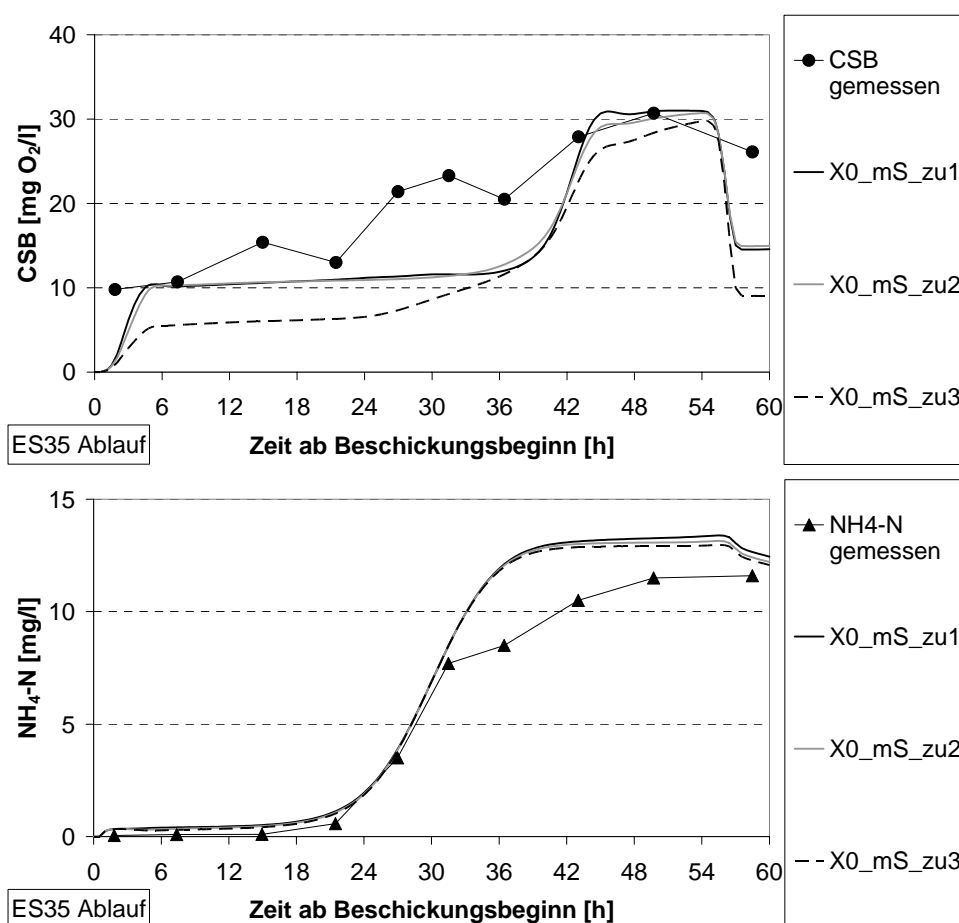 40
30
20
10
0
CSB [mg O₂/l]
0 6 12 18 24 30 36 42 48 54 60
ES35 Ablauf
Zeit ab Beschickungsbeginn [h]
CSB
gemessen
X0_mS_zu1
X0_mS_zu2
X0_mS_zu3
15
10
5
0
NH₄-N [mg/l]
0 6 12 18 24 30 36 42 48 54 60
ES35 Ablauf
Zeit ab Beschickungsbeginn [h]
NH4-N
gemessen
X0_mS_zu1
X0_mS_zu2
X0_mS_zu3